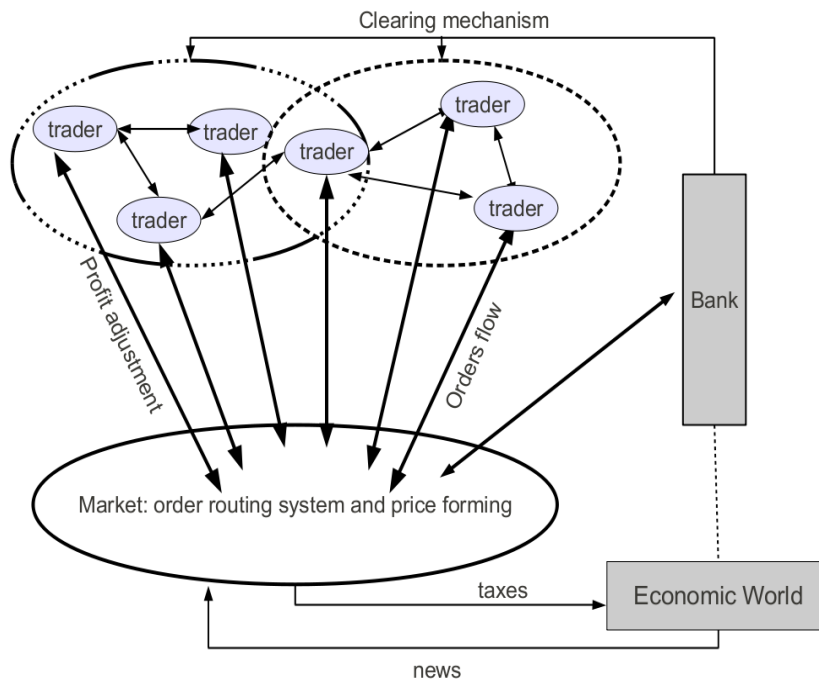 Clearing mechanism
trader
trader
trader
trader
trader
trader
Profit adjustment
Orders flow
Bank
Market: order routing system and price forming
taxes
Economic World
news